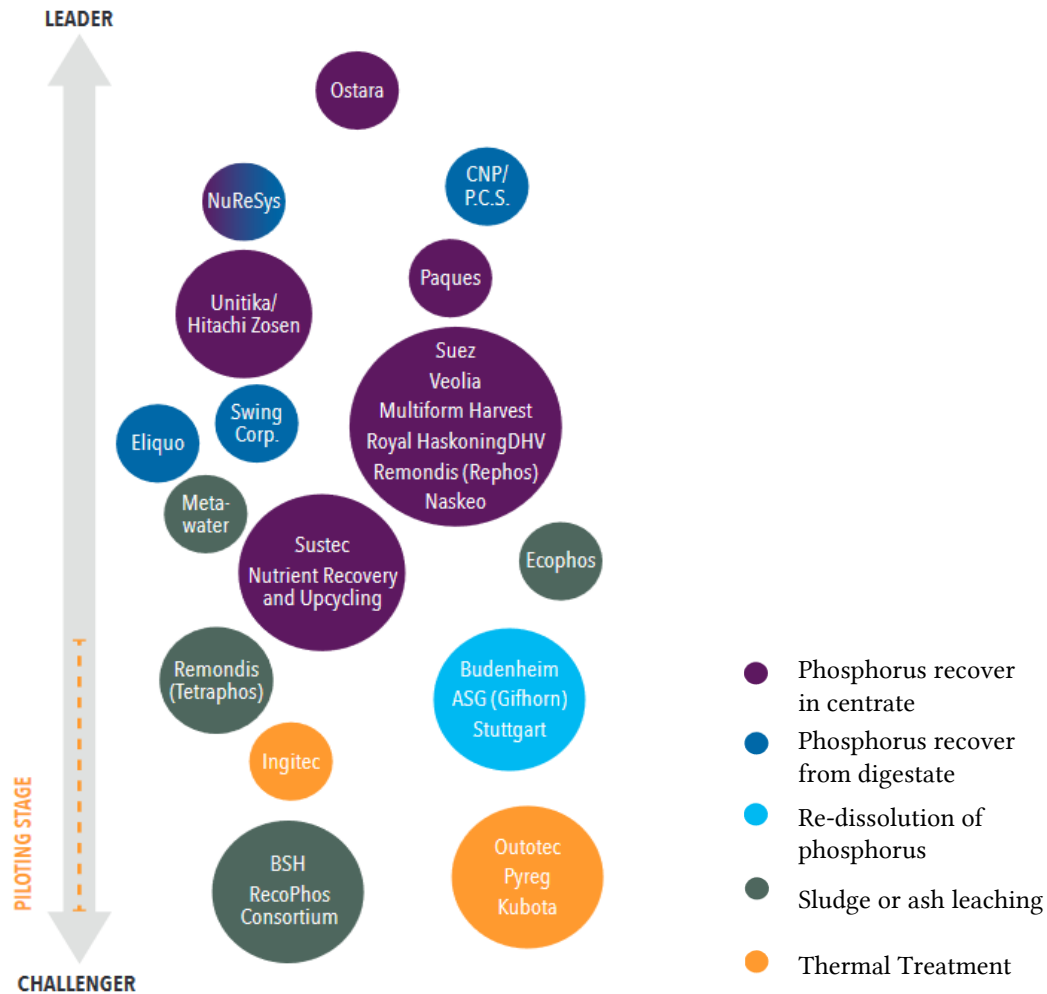 LEADER
Ostara
CNP/
P.C.S.
NuReSys
Paques
Unitika/
Hitachi Zosen
Suez
Veolia
Multiform Harvest
Royal HaskoningDHV
Remondis (Rephos)
Naskeo
Swing
Corp.
Eliquo
Meta-
water
Sustec
Nutrient Recovery
and Upcycling
Ecophos
Remondis
(Tetraphos)
Budenheim
ASG (Gifhorn)
Stuttgart
Ingitec
BSH
RecoPhos
Consortium
Outotec
Pyreg
Kubota
PILOTING STAGE
CHALLENGER
Phosphorus recover
in centrate
Phosphorus recover
from digestate
Re-dissolution of
phosphorus
Sludge or ash leaching
Thermal Treatment